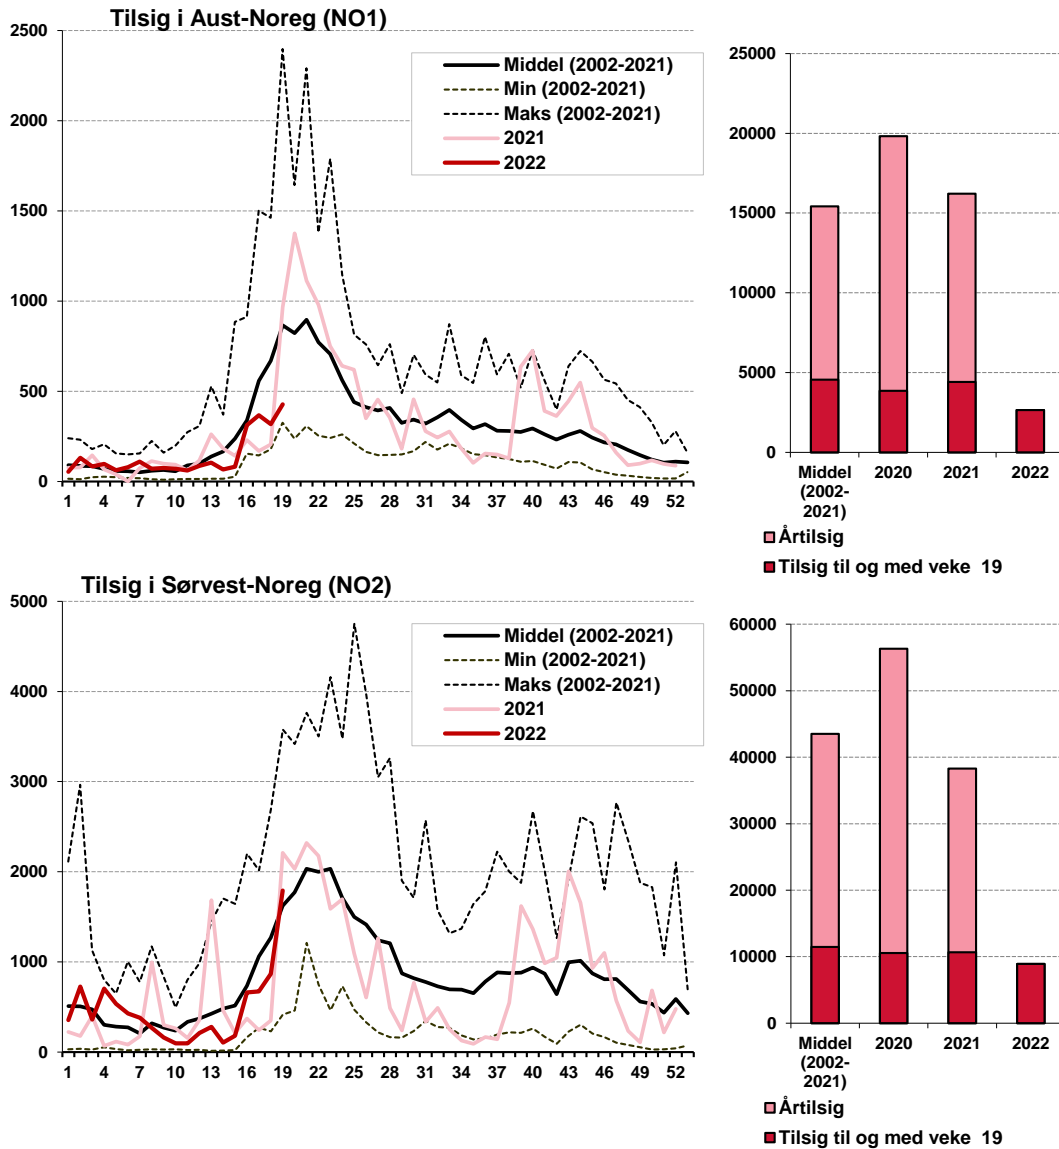 Tilsig i Aust-Noreg (NO1)
2500
2000
1500
1000
500
0
1 4 7 10 13 16 19 22 25 28 31 34 37 40 43 46 49 52
Middel (2002-2021)
Min (2002-2021)
Maks (2002-2021)
2021
2022
25000
20000
15000
10000
5000
0
Middel 2020 2021 2022
(2002-
2021)
Årtilsig
Tilsig til og med veke 19
Tilsig i Sørvest-Noreg (NO2)
5000
4000
3000
2000
1000
0
1 4 7 10 13 16 19 22 25 28 31 34 37 40 43 46 49 52
Middel (2002-2021)
Min (2002-2021)
Maks (2002-2021)
2021
2022
60000
50000
40000
30000
20000
10000
0
Middel 2020 2021 2022
(2002-
2021)
Årtilsig
Tilsig til og med veke 19